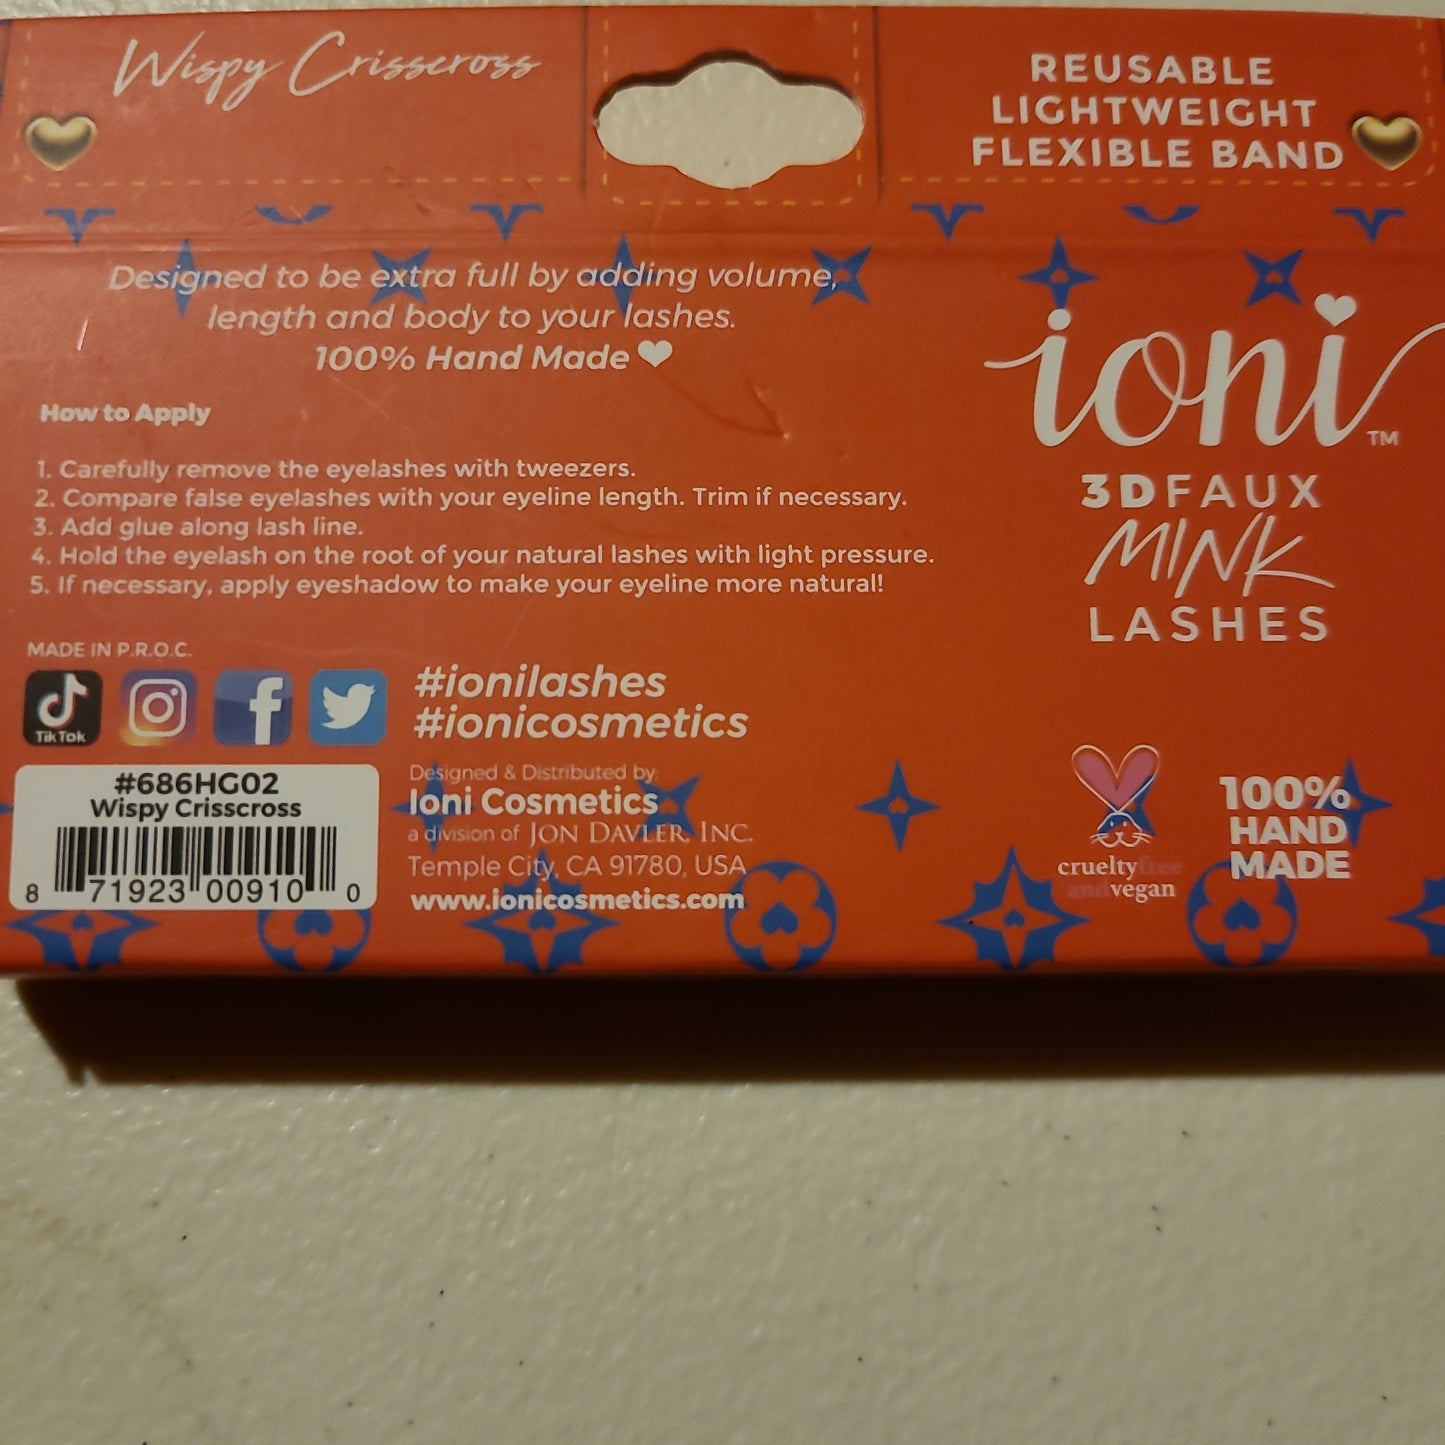 Wispy Crisscross
REUSABLE
LIGHTWEIGHT
FLEXIBLE BAND
Designed to be extra full by adding volume,
length and body to your lashes.
100% Hand Made
How to Apply
1. Carefully remove the eyelashes with tweezers.
2. Compare false eyelashes with your eyeline length. Trim if necessary.
3. Add glue along lash line.
4. Hold the eyelash on the root of your natural lashes with light pressure.
5. If necessary, apply eyeshadow to make your eyeline more natural!
ioni™
3D FAUX
MINK
LASHES
MADE IN P.R.O.C.
TikTok
#ionilashes
#ionicosmetics
#686HG02
Wispy Crisscross
8 71923 00910 0
Designed & Distributed by:
Ioni Cosmetics
a division of JON DAVLER, INC.
Temple City, CA 91780, USA
www.ionicosmetics.com
cruelty free
and vegan
100%
HAND
MADE